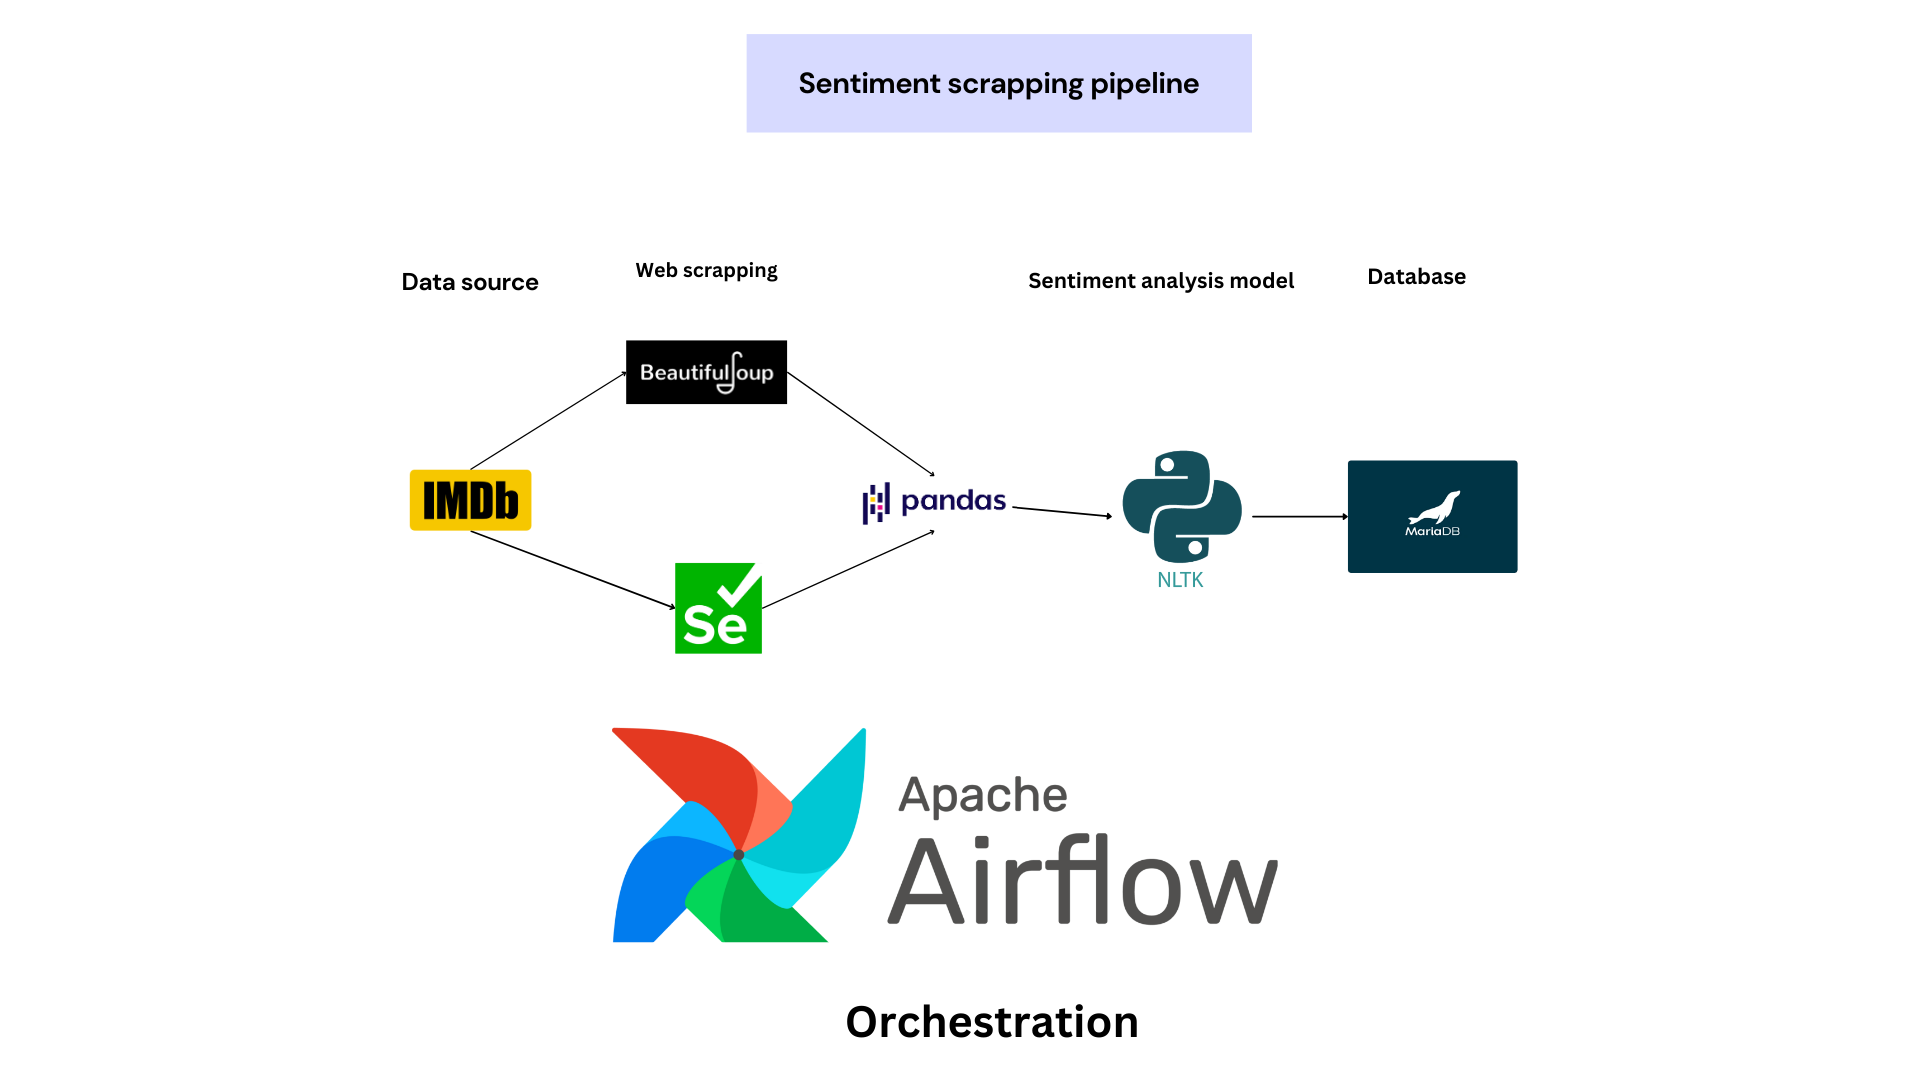 Sentiment scrapping pipeline
Data source
Web scrapping
Sentiment analysis model
Database
BeautifulSoup
IMDb
pandas
NLTK
MariaDB
Se
Apache
Airflow
Orchestration